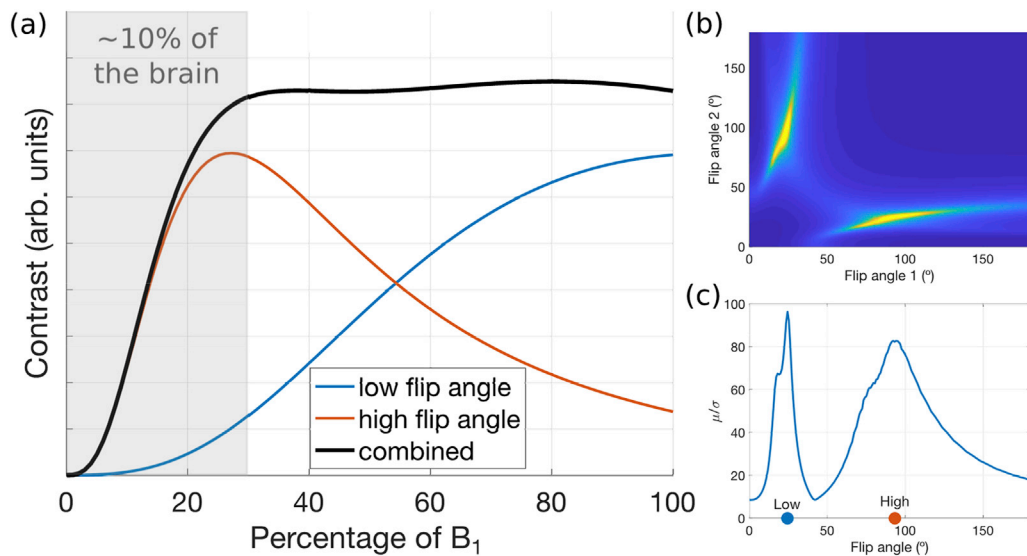 (a)
~10% of
the brain
Contrast (arb. units)
low flip angle
high flip angle
combined
0 20 40 60 80 100
Percentage of B1
(b)
150
100
50
0
Flip angle 2 (º)
0 50 100 150
Flip angle 1 (º)
(c)
100
80
60
40
20
0
μ/σ
Low High
0 50 100 150
Flip angle (º)